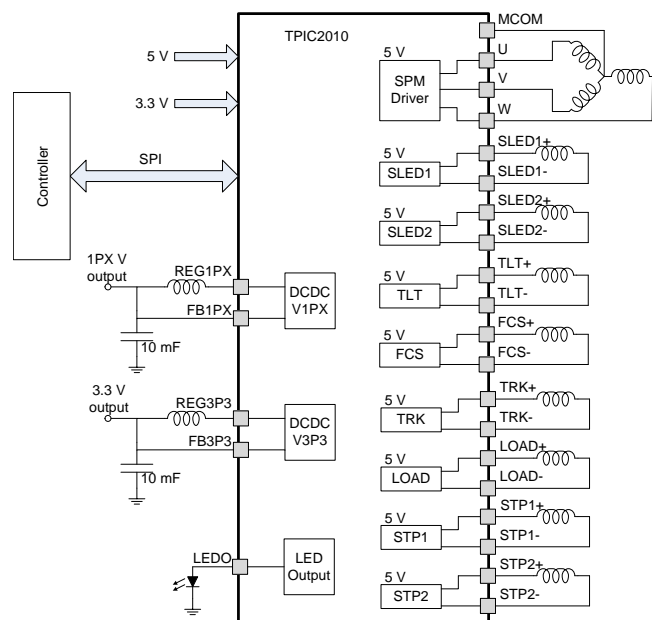 TPIC2010
5 V
3.3 V
Controller
SPI
1PX V
output
REG1PX
FB1PX
10 mF
DCDC
V1PX
3.3 V
output
REG3P3
FB3P3
10 mF
DCDC
V3P3
LEDO
LED
Output
MCOM
5 V
SPM
Driver
U
V
W
5 V
SLED1
SLED1+
SLED1-
5 V
SLED2
SLED2+
SLED2-
5 V
TLT
TLT+
TLT-
5 V
FCS
FCS+
FCS-
5 V
TRK
TRK+
TRK-
5 V
LOAD
LOAD+
LOAD-
5 V
STP1
STP1+
STP1-
5 V
STP2
STP2+
STP2-